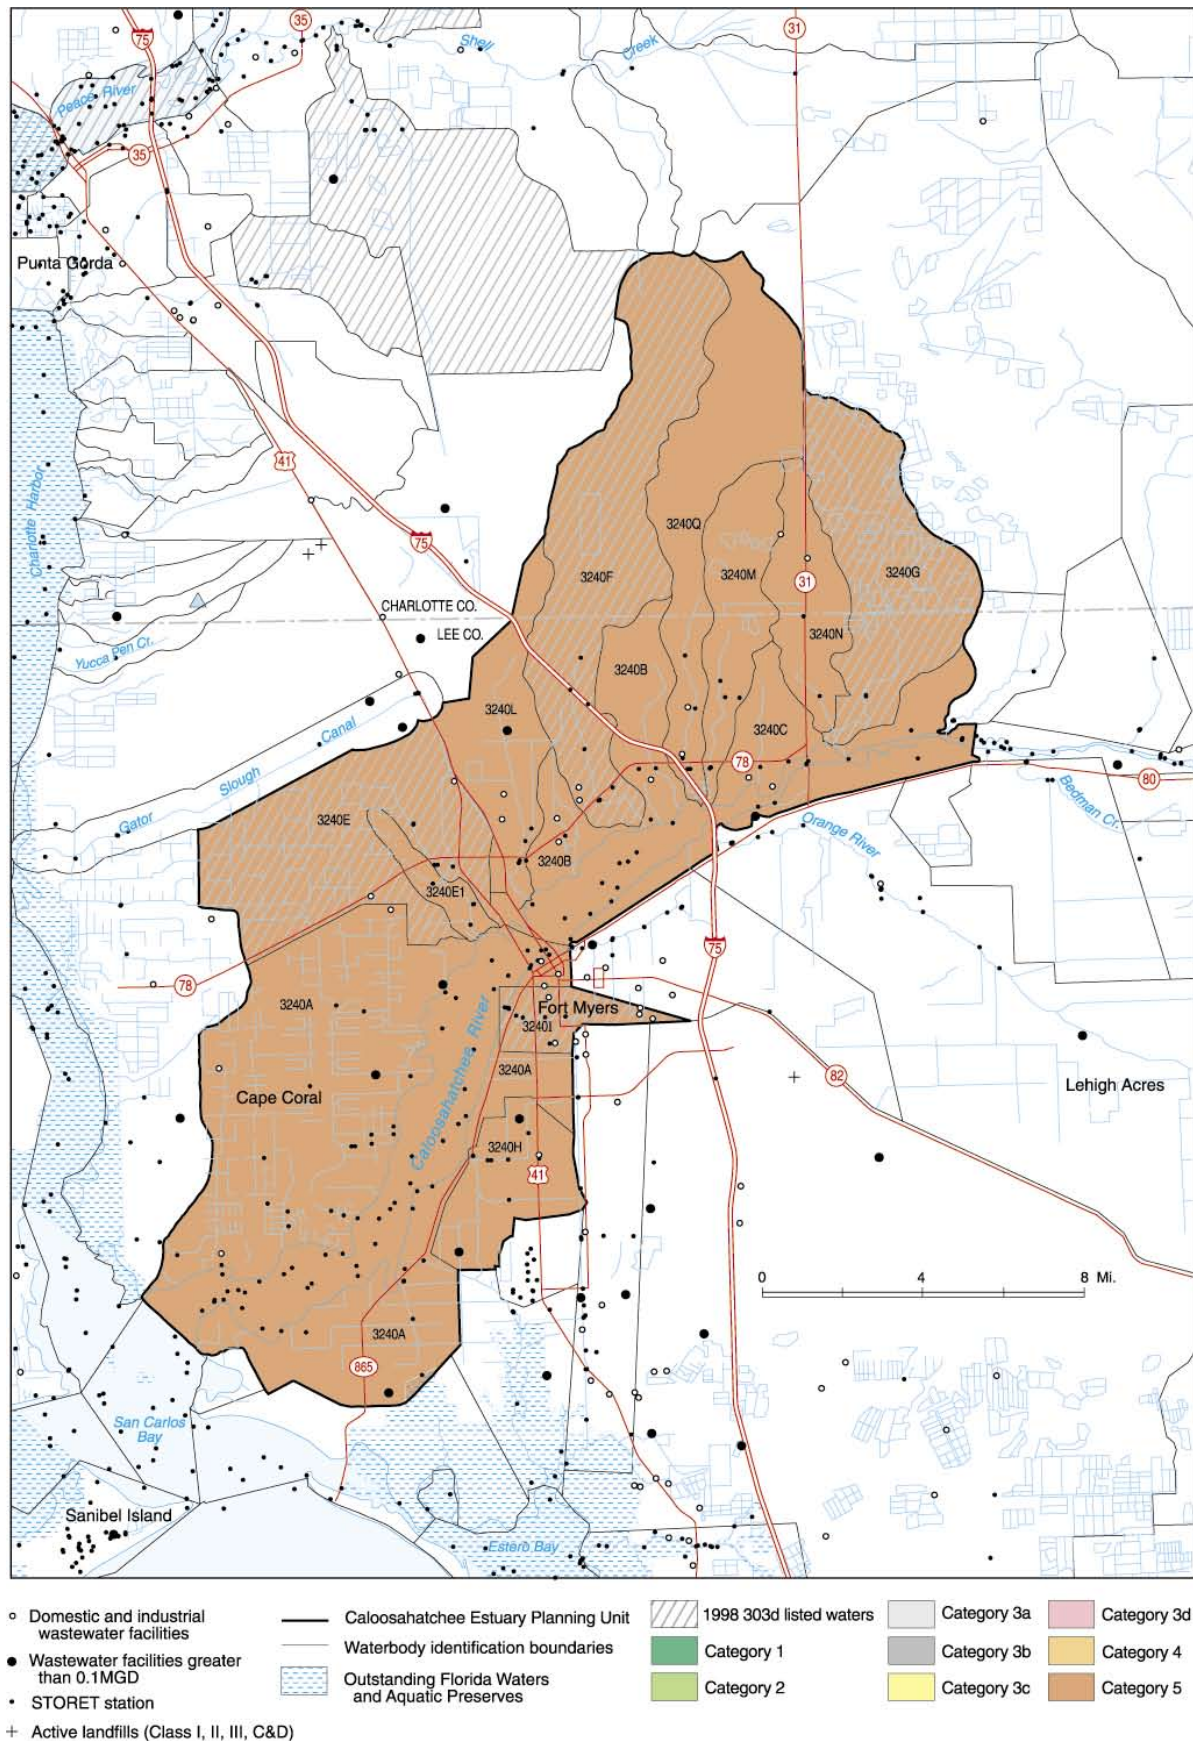 75
35
31
Shell
Creek
Peace River
35
Punta Gorda
41
Charlotte Harbor
75
3240Q
3240F
3240M
3240G
31
CHARLOTTE CO.
LEE CO.
3240N
Yucca Pen Cr.
3240B
3240L
3240C
Gator Slough Canal
78
80
Bedman Cr.
3240E
Orange River
3240B
3240E1
75
78
3240A
Fort Myers
3240I
Caloosahatchee River
3240A
82
Lehigh Acres
Cape Coral
3240H
41
0 4 8 Mi.
3240A
865
San Carlos
Bay
Sanibel Island
Estero Bay
Domestic and industrial
wastewater facilities
Wastewater facilities greater
than 0.1MGD
STORET station
Active landfills (Class I, II, III, C&D)
Caloosahatchee Estuary Planning Unit
Waterbody identification boundaries
Outstanding Florida Waters
and Aquatic Preserves
1998 303d listed waters
Category 1
Category 2
Category 3a
Category 3b
Category 3c
Category 3d
Category 4
Category 5